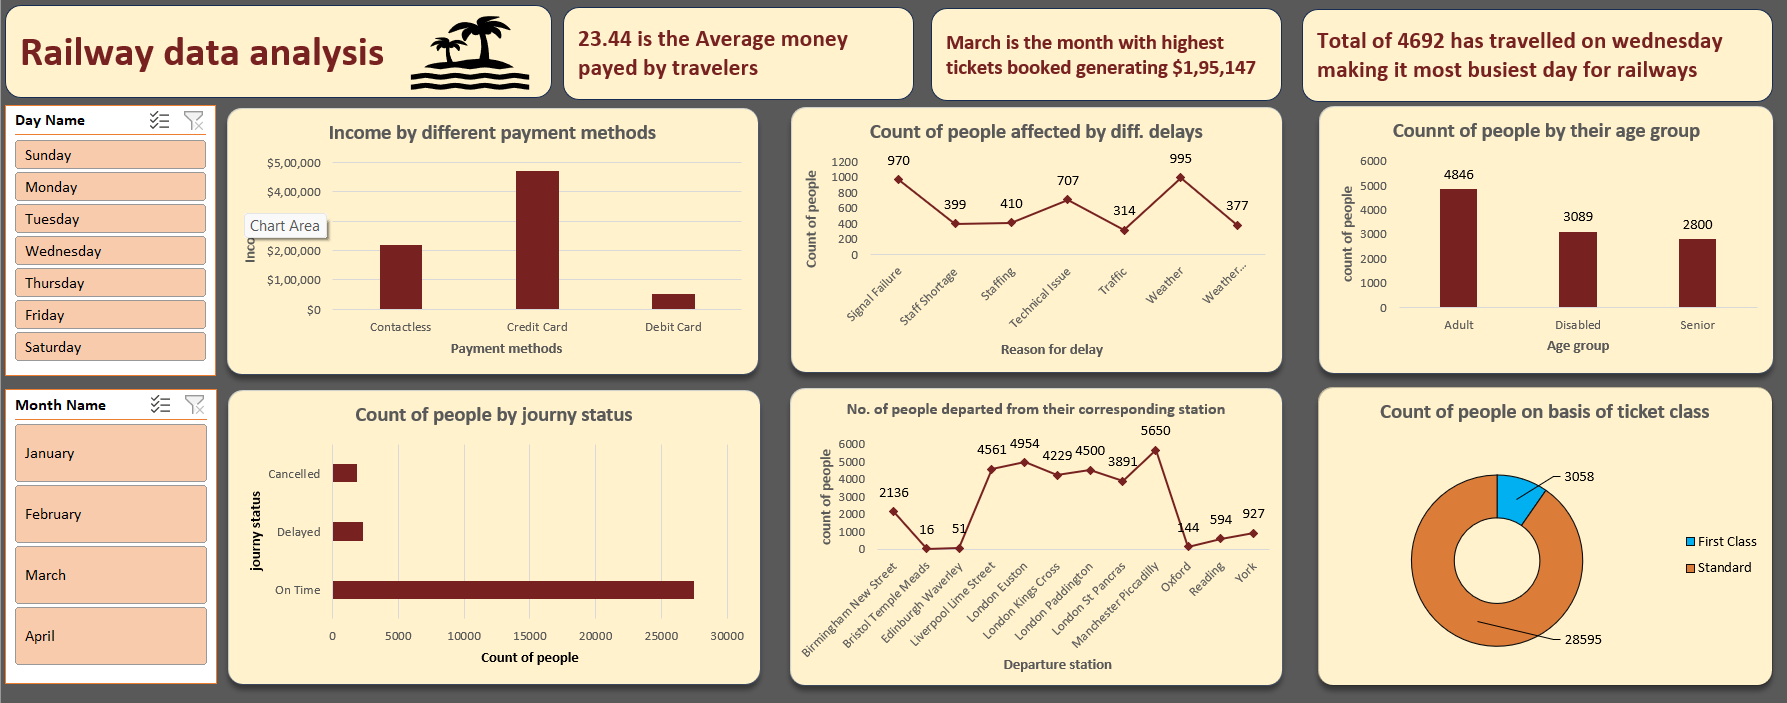 Railway data analysis
23.44 is the Average money
payed by travelers
March is the month with highest
tickets booked generating $1,95,147
Total of 4692 has travelled on wednesday
making it most busiest day for railways
Day Name
Sunday
Monday
Tuesday
Wednesday
Thursday
Friday
Saturday
Month Name
January
February
March
April
Income by different payment methods
$5,00,000
$4,00,000
$2,00,000
$1,00,000
$0
Inco
Chart Area
Contactless
Credit Card
Debit Card
Payment methods
Count of people affected by diff. delays
Count of people
1200
1000
800
600
400
200
0
970
399
410
707
314
995
377
Signal Failure
Staff Shortage
Staffing
Technical Issue
Traffic
Weather
Weather...
Reason for delay
Counnt of people by their age group
count of people
6000
5000
4000
3000
2000
1000
0
4846
3089
2800
Adult
Disabled
Senior
Age group
Count of people by journy status
journy status
Cancelled
Delayed
On Time
0
5000
10000
15000
20000
25000
30000
Count of people
No. of people departed from their corresponding station
count of people
6000
5000
4000
3000
2000
1000
0
2136
16
51
4561
4954
4229
4500
3891
5650
144
594
927
Birmingham New Street
Bristol Temple Meads
Edinburgh Waverley
Liverpool Lime Street
London Euston
London Kings Cross
London Paddington
London St Pancras
Manchester Piccadilly
Oxford
Reading
York
Departure station
Count of people on basis of ticket class
3058
28595
First Class
Standard